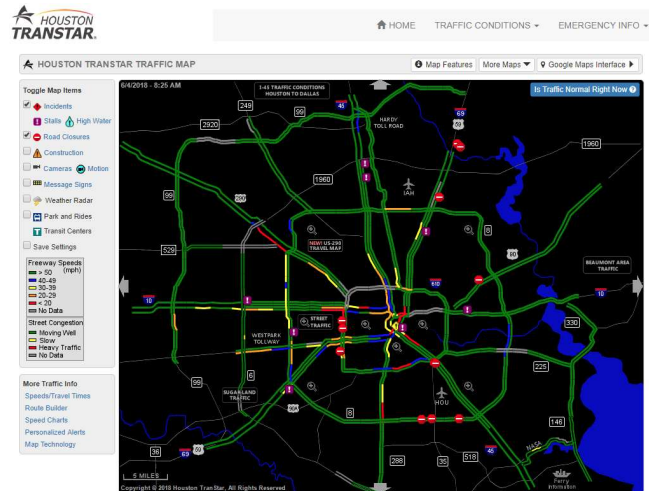 HOUSTON
TRANSTAR.
HOME TRAFFIC CONDITIONS EMERGENCY INFO
HOUSTON TRANSTAR TRAFFIC MAP
Map Features More Maps Google Maps Interface
Toggle Map Items
Incidents
Stalls High Water
Road Closures
Construction
Cameras Motion
Message Signs
Weather Radar
Park and Rides
Transit Centers
Save Settings
Freeway Speeds
(mph)
> 50
40-49
30-39
20-29
< 20
No Data
Street Congestion
Moving Well
Slow
Heavy Traffic
No Data
More Traffic Info
Speeds/Travel Times
Route Builder
Speed Charts
Personalized Alerts
Map Technology
6/4/2018 - 8:25 AM
I-45 TRAFFIC CONDITIONS
HOUSTON TO DALLAS
Is Traffic Normal Right Now
249
99
45
69
59
2920
HARDY
TOLL ROAD
1960
1960
IAH
99
290
8
529
NEW! US-290
TRAVEL MAP
90
BEAUMONT AREA
TRAFFIC
610
10
10
STREET
TRAFFIC
330
WESTPARK
TOLLWAY
225
99
6
SUGARLAND
TRAFFIC
HOU
90A
8
146
NASA
36
69
59
288
35
518
45
5 MILES
Ferry
Information
Copyright © 2018 Houston TranStar, All Rights Reserved